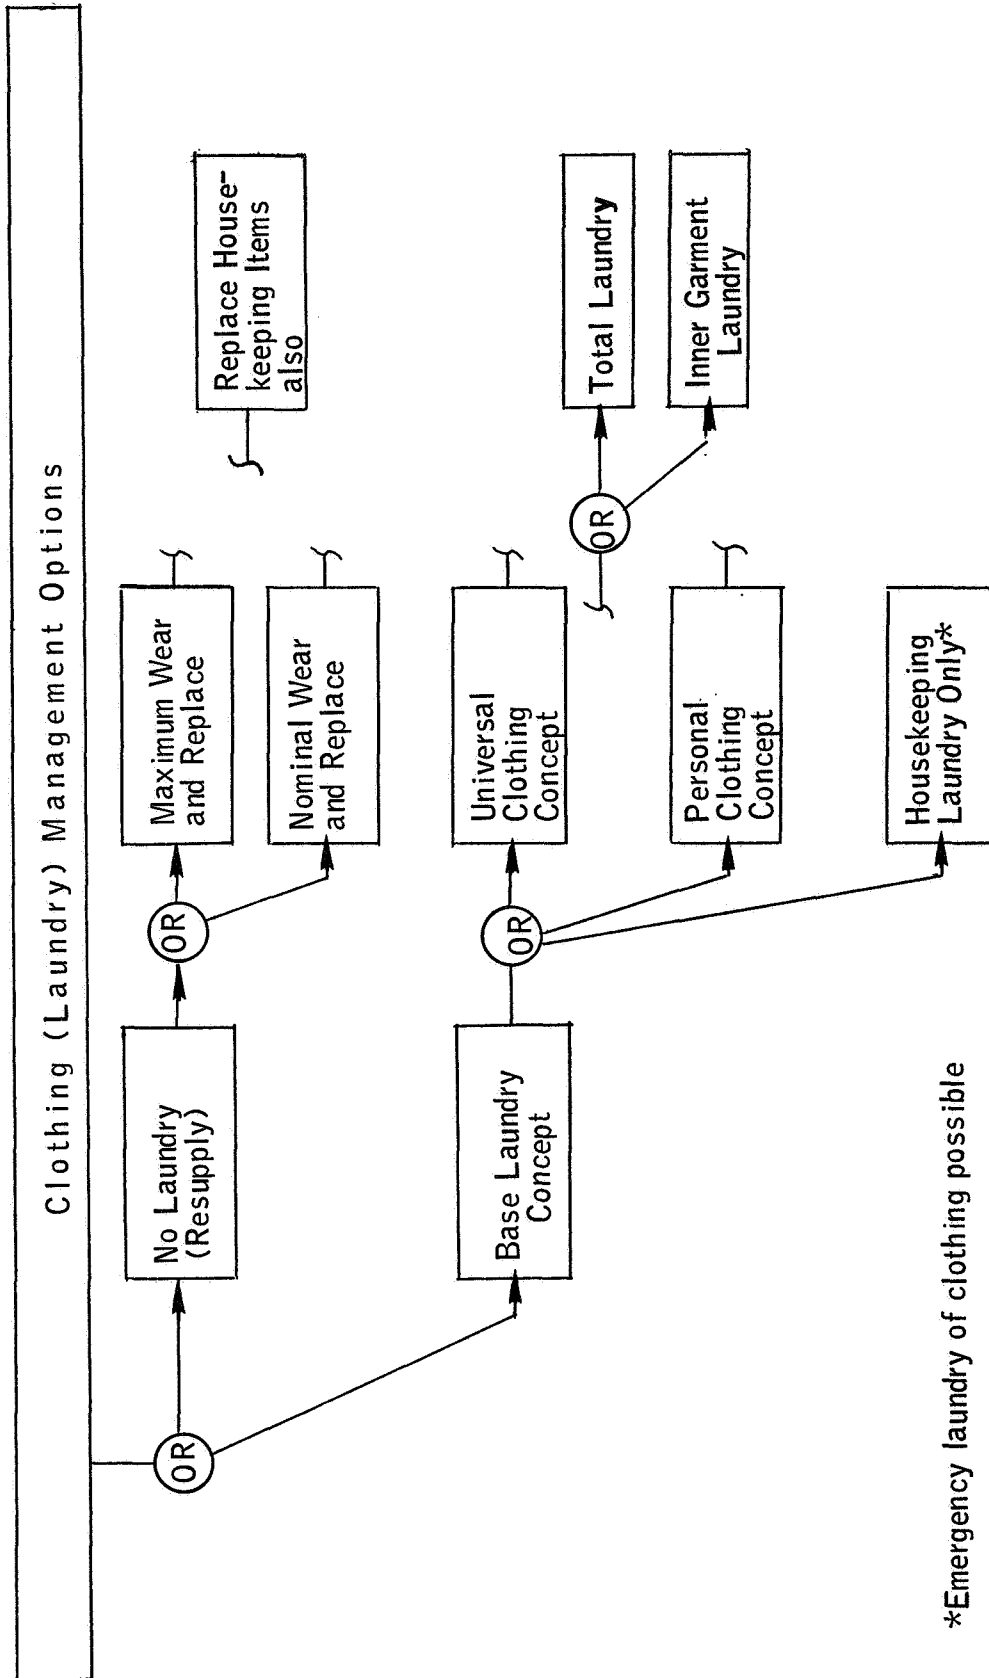 Clothing (Laundry) Management Options
OR
No Laundry
(Resupply)
OR
Maximum Wear
and Replace
Nominal Wear
and Replace
Replace House-
keeping Items
also
Base Laundry
Concept
OR
Universal
Clothing
Concept
Personal
Clothing
Concept
Housekeeping
Laundry Only*
OR
Total Laundry
Inner Garment
Laundry
*Emergency laundry of clothing possible